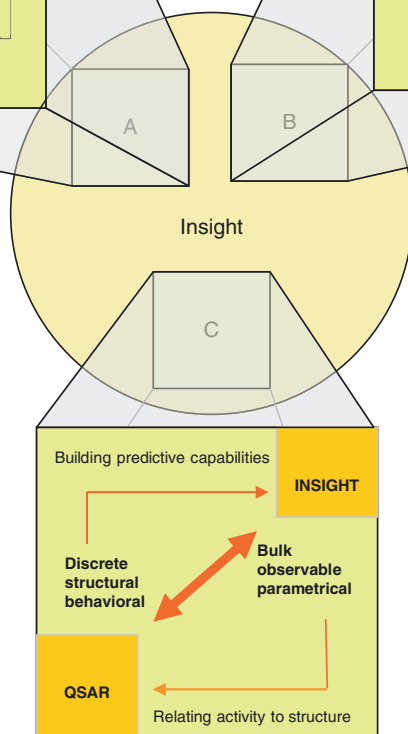 A
B
Insight
C
Building predictive capabilities
INSIGHT
Discrete
structural
behavioral
Bulk
observable
parametrical
QSAR
Relating activity to structure